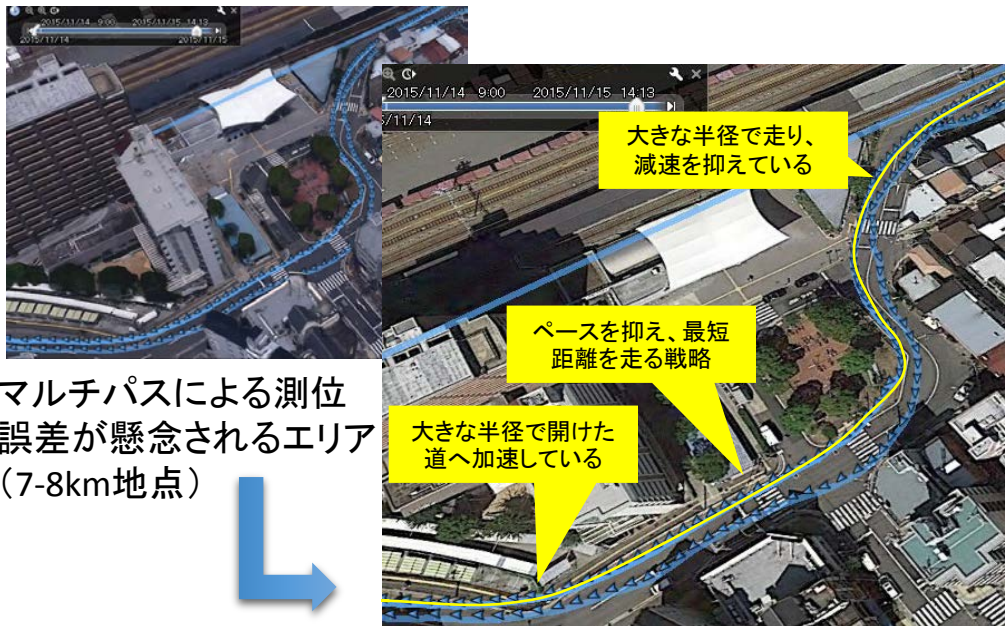 2015/11/14 9:00 2015/11/15 14:13
2015/11/14 2015/11/15
2015/11/14 9:00 2015/11/15 14:13
5/11/14
大きな半径で走り、
減速を抑えている
ペースを抑え、最短
距離を走る戦略
大きな半径で開けた
道へ加速している
マルチパスによる測位
誤差が懸念されるエリア
（7-8km地点）